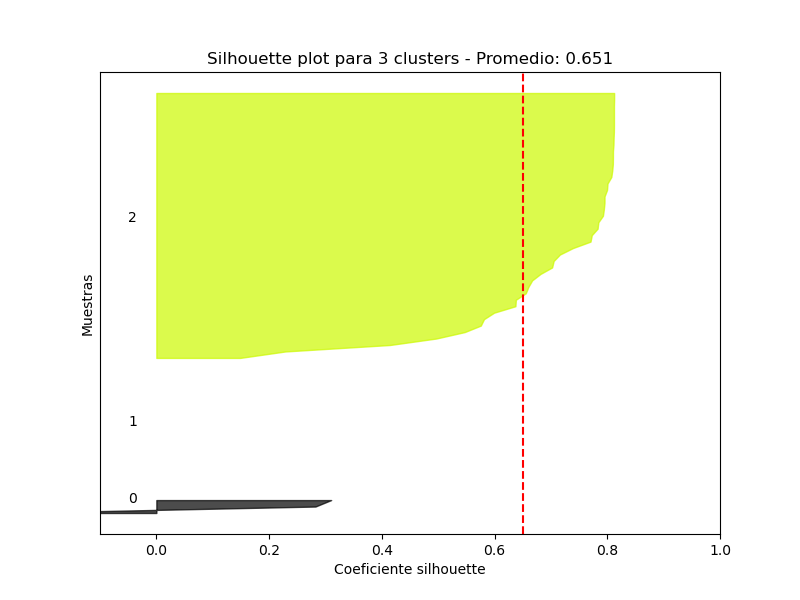 Silhouette plot para 3 clusters - Promedio: 0.651
Muestras
2
1
0
0.0 0.2 0.4 0.6 0.8 1.0
Coeficiente silhouette